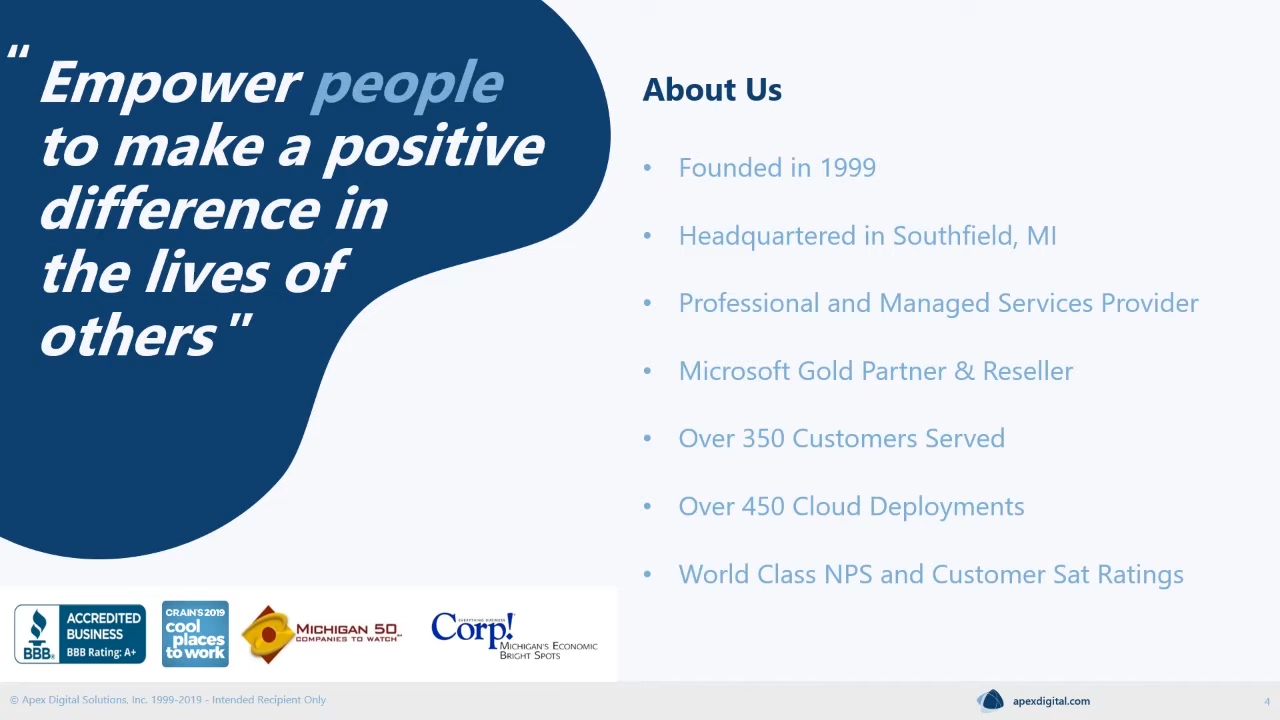 “ Empower people
to make a positive
difference in
the lives of
others "
About Us
• Founded in 1999
• Headquartered in Southfield, MI
• Professional and Managed Services Provider
• Microsoft Gold Partner & Reseller
• Over 350 Customers Served
• Over 450 Cloud Deployments
• World Class NPS and Customer Sat Ratings
BBB
ACCREDITED
BUSINESS
BBB Rating: A+
CRAIN'S 2019
cool
places
to work
MICHIGAN 50
COMPANIES TO WATCH
EVERYTHING BUSINESS
Corp!
MICHIGAN'S ECONOMIC
BRIGHT SPOTS
© Apex Digital Solutions, Inc. 1999-2019 - Intended Recipient Only
apexdigital.com
4